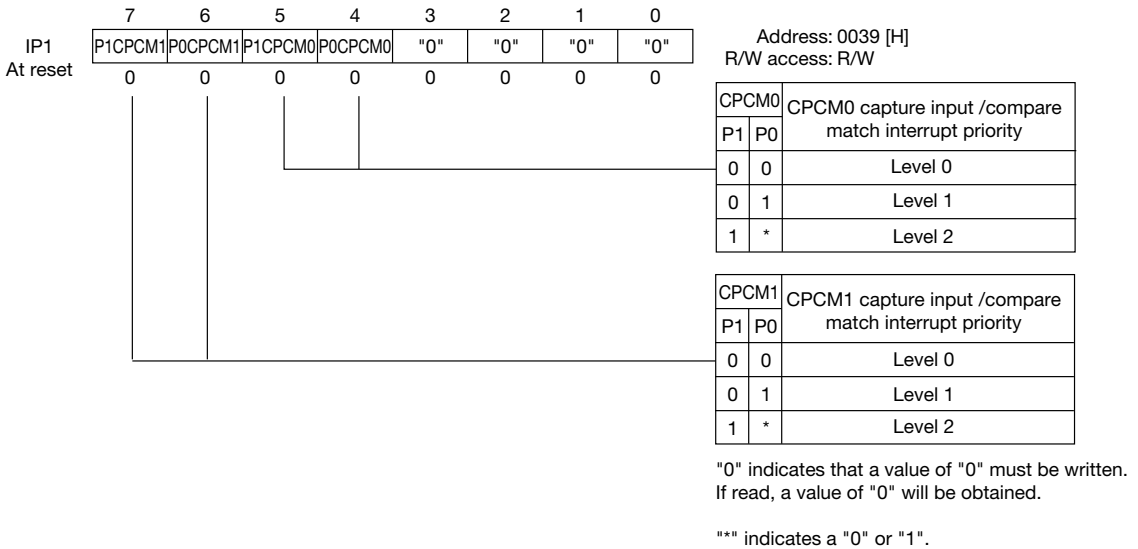 7 6 5 4 3 2 1 0
IP1 P1CPCM1 P0CPCM1 P1CPCM0 P0CPCM0 "0" "0" "0" "0"
At reset 0 0 0 0 0 0 0 0
Address: 0039 [H]
R/W access: R/W
CPCM0 CPCM0 capture input /compare
P1 P0 match interrupt priority
0 0 Level 0
0 1 Level 1
1 * Level 2
CPCM1 CPCM1 capture input /compare
P1 P0 match interrupt priority
0 0 Level 0
0 1 Level 1
1 * Level 2
"0" indicates that a value of "0" must be written.
If read, a value of "0" will be obtained.
"*" indicates a "0" or "1".